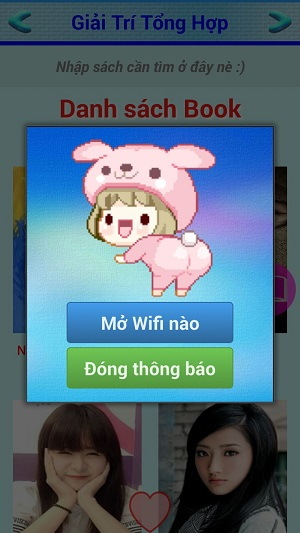 Giải Trí Tổng Hợp
Nhập sách cần tìm ở đây nè :)
Danh sách Book
Mở Wifi nào
Đóng thông báo